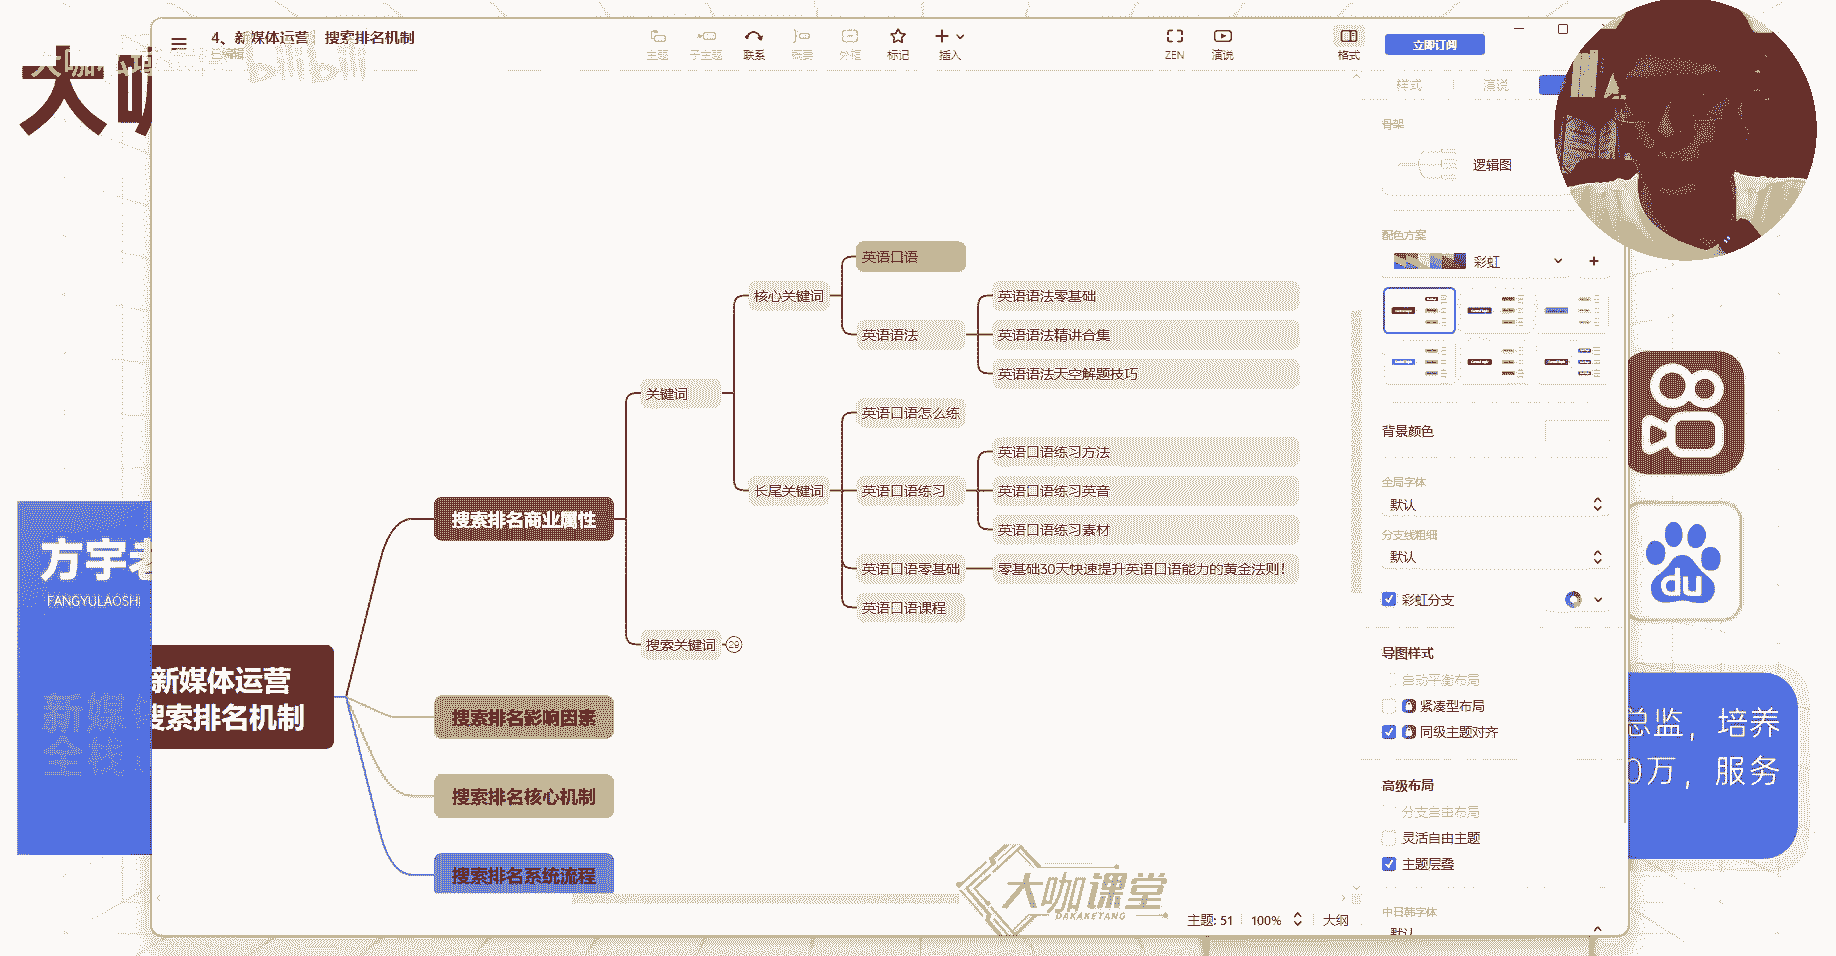 4、新媒体运营 搜索排名机制
已编辑
bilibili
大咖
主题
子主题
联系
概要
外框
标记
插入
ZEN
演说
格式
立即订阅
样式
演说
骨架
逻辑图
配色方案
彩虹
背景颜色
全局字体
默认
分支线粗细
默认
彩虹分支
导图样式
自动平衡布局
紧凑型布局
同级主题对齐
高级布局
分支自由布局
灵活自由主题
主题层叠
中日韩字体
默认
新媒体运营
搜索排名机制
搜索排名商业属性
关键词
核心关键词
英语口语
英语语法
英语语法零基础
英语语法精讲合集
英语语法天空解题技巧
长尾关键词
英语口语怎么练
英语口语练习
英语口语练习方法
英语口语练习英音
英语口语练习素材
英语口语零基础
零基础30天快速提升英语口语能力的黄金法则!
英语口语课程
搜索关键词
29
搜索排名影响因素
搜索排名核心机制
搜索排名系统流程
方宇老
FANGYULAOSHI
新媒体
全栈
du
总监，培养
0万，服务
大咖课堂
DAKAKETANG
主题: 51
100%
大纲